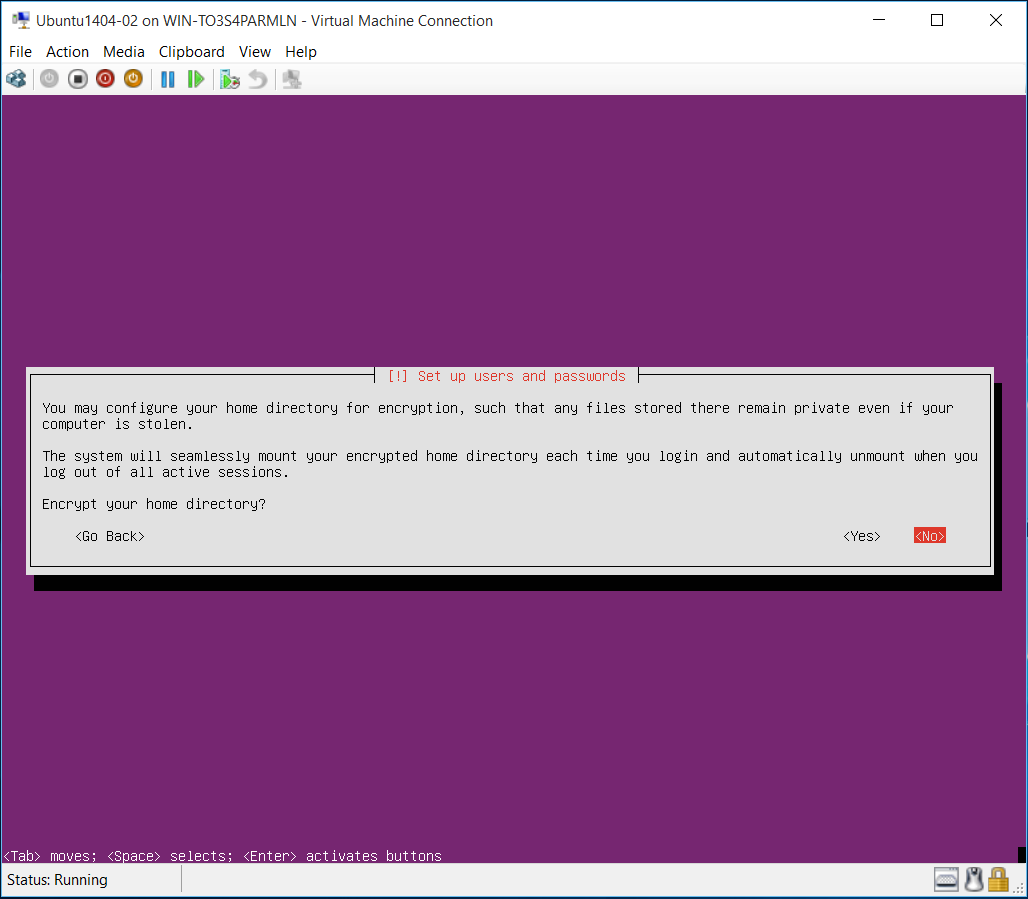 Ubuntu1404-02 on WIN-TO3S4PARMLN - Virtual Machine Connection
File Action Media Clipboard View Help
[!] Set up users and passwords
You may configure your home directory for encryption, such that any files stored there remain private even if your
computer is stolen.
The system will seamlessly mount your encrypted home directory each time you login and automatically unmount when you
log out of all active sessions.
Encrypt your home directory?
<Go Back> <Yes> <No>
<Tab> moves; <Space> selects; <Enter> activates buttons
Status: Running